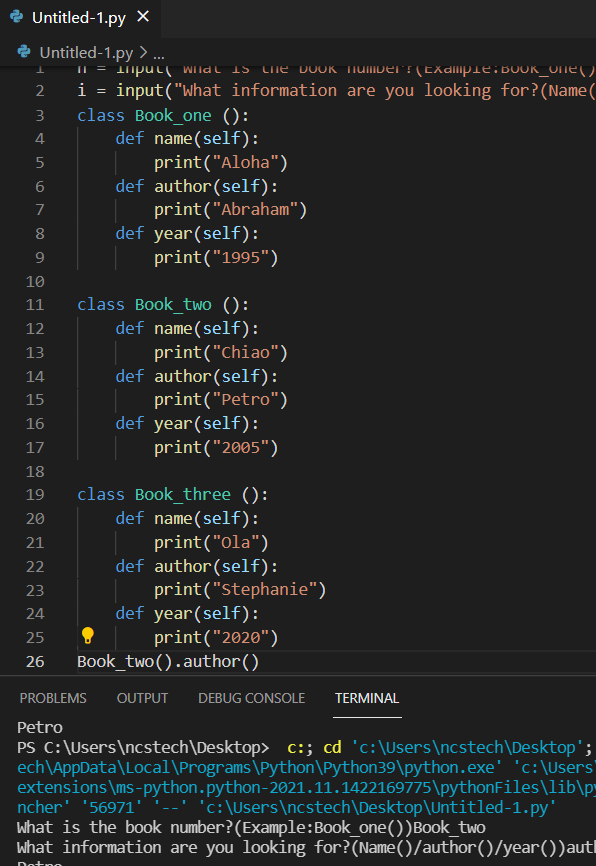 Untitled-1.py
Untitled-1.py > ...
1 n = input("What is the book number?(Example:Book_one()
2 i = input("What information are you looking for?(Name(
3 class Book_one ():
4 def name(self):
5 print("Aloha")
6 def author(self):
7 print("Abraham")
8 def year(self):
9 print("1995")
10
11 class Book_two ():
12 def name(self):
13 print("Chiao")
14 def author(self):
15 print("Petro")
16 def year(self):
17 print("2005")
18
19 class Book_three ():
20 def name(self):
21 print("Ola")
22 def author(self):
23 print("Stephanie")
24 def year(self):
25 print("2020")
26 Book_two().author()
PROBLEMS OUTPUT DEBUG CONSOLE TERMINAL
Petro
PS C:\Users\ncstech\Desktop> c:; cd 'c:\Users\ncstech\Desktop';
ech\AppData\Local\Programs\Python\Python39\python.exe' 'c:\Users
extensions\ms-python.python-2021.11.1422169775\pythonFiles\lib\py
ncher' '56971' '--' 'c:\Users\ncstech\Desktop\Untitled-1.py'
What is the book number?(Example:Book_one())Book_two
What information are you looking for?(Name()/author()/year())aut
Petro